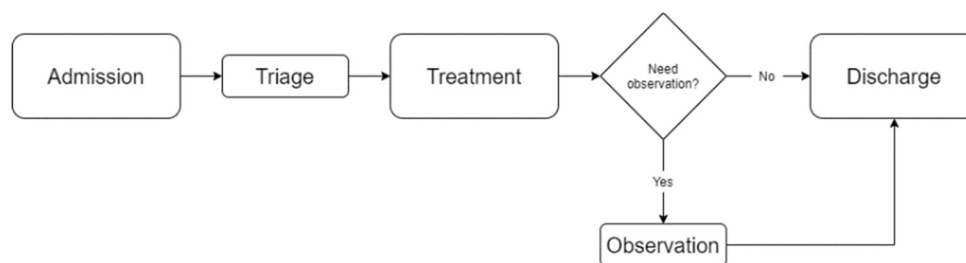 Admission
Triage
Treatment
Need
observation?
No
Discharge
Yes
Observation